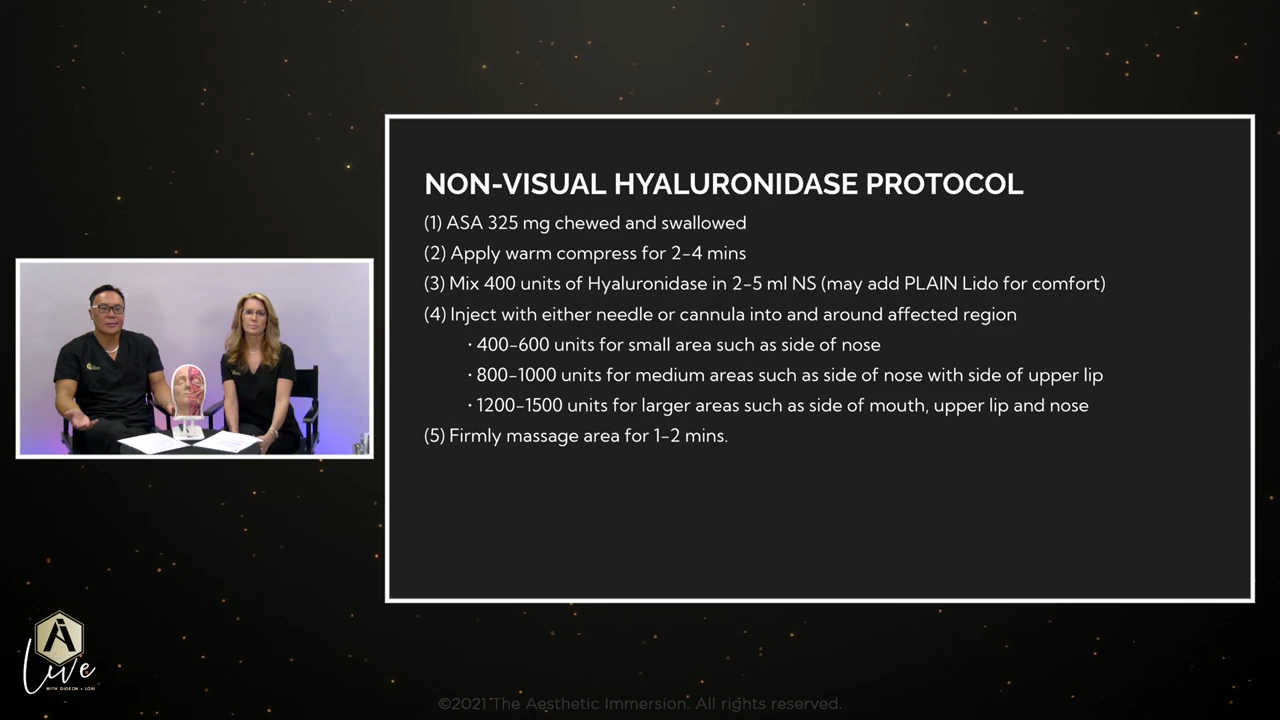 NON-VISUAL HYALURONIDASE PROTOCOL
(1) ASA 325 mg chewed and swallowed
(2) Apply warm compress for 2-4 mins
(3) Mix 400 units of Hyaluronidase in 2-5 ml NS (may add PLAIN Lido for comfort)
(4) Inject with either needle or cannula into and around affected region
• 400-600 units for small area such as side of nose
• 800-1000 units for medium areas such as side of nose with side of upper lip
• 1200-1500 units for larger areas such as side of mouth, upper lip and nose
(5) Firmly massage area for 1-2 mins.
Ai
Live
WITH GIDEON + LORI
©2021 The Aesthetic Immersion. All rights reserved.